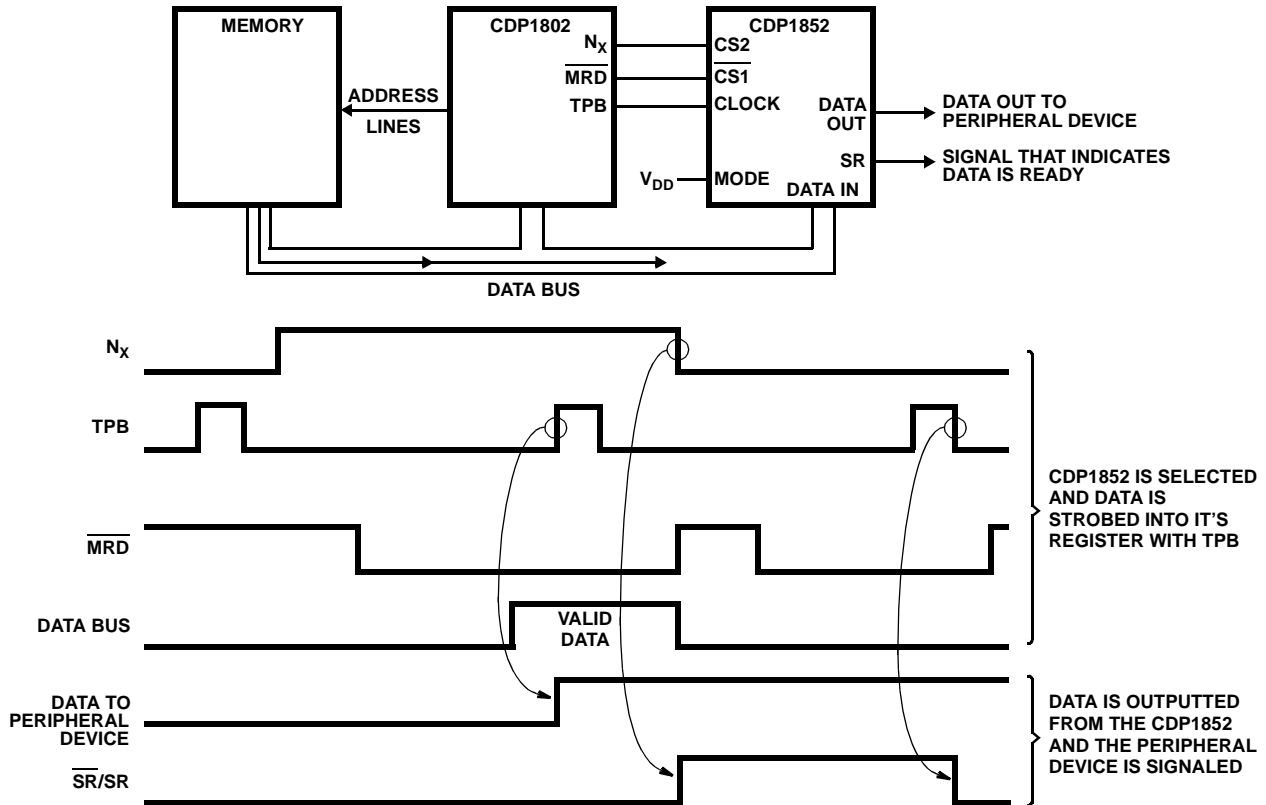 MEMORY
CDP1802
CDP1852
NX
MRD
TPB
CS2
CS1
CLOCK
MODE
VDD
DATA
OUT
SR
DATA IN
ADDRESS
LINES
DATA OUT TO
PERIPHERAL DEVICE
SIGNAL THAT INDICATES
DATA IS READY
DATA BUS
NX
TPB
MRD
DATA BUS
VALID
DATA
CDP1852 IS SELECTED
AND DATA IS
STROBED INTO IT'S
REGISTER WITH TPB
DATA TO
PERIPHERAL
DEVICE
SR/SR
DATA IS OUTPUTTED
FROM THE CDP1852
AND THE PERIPHERAL
DEVICE IS SIGNALED